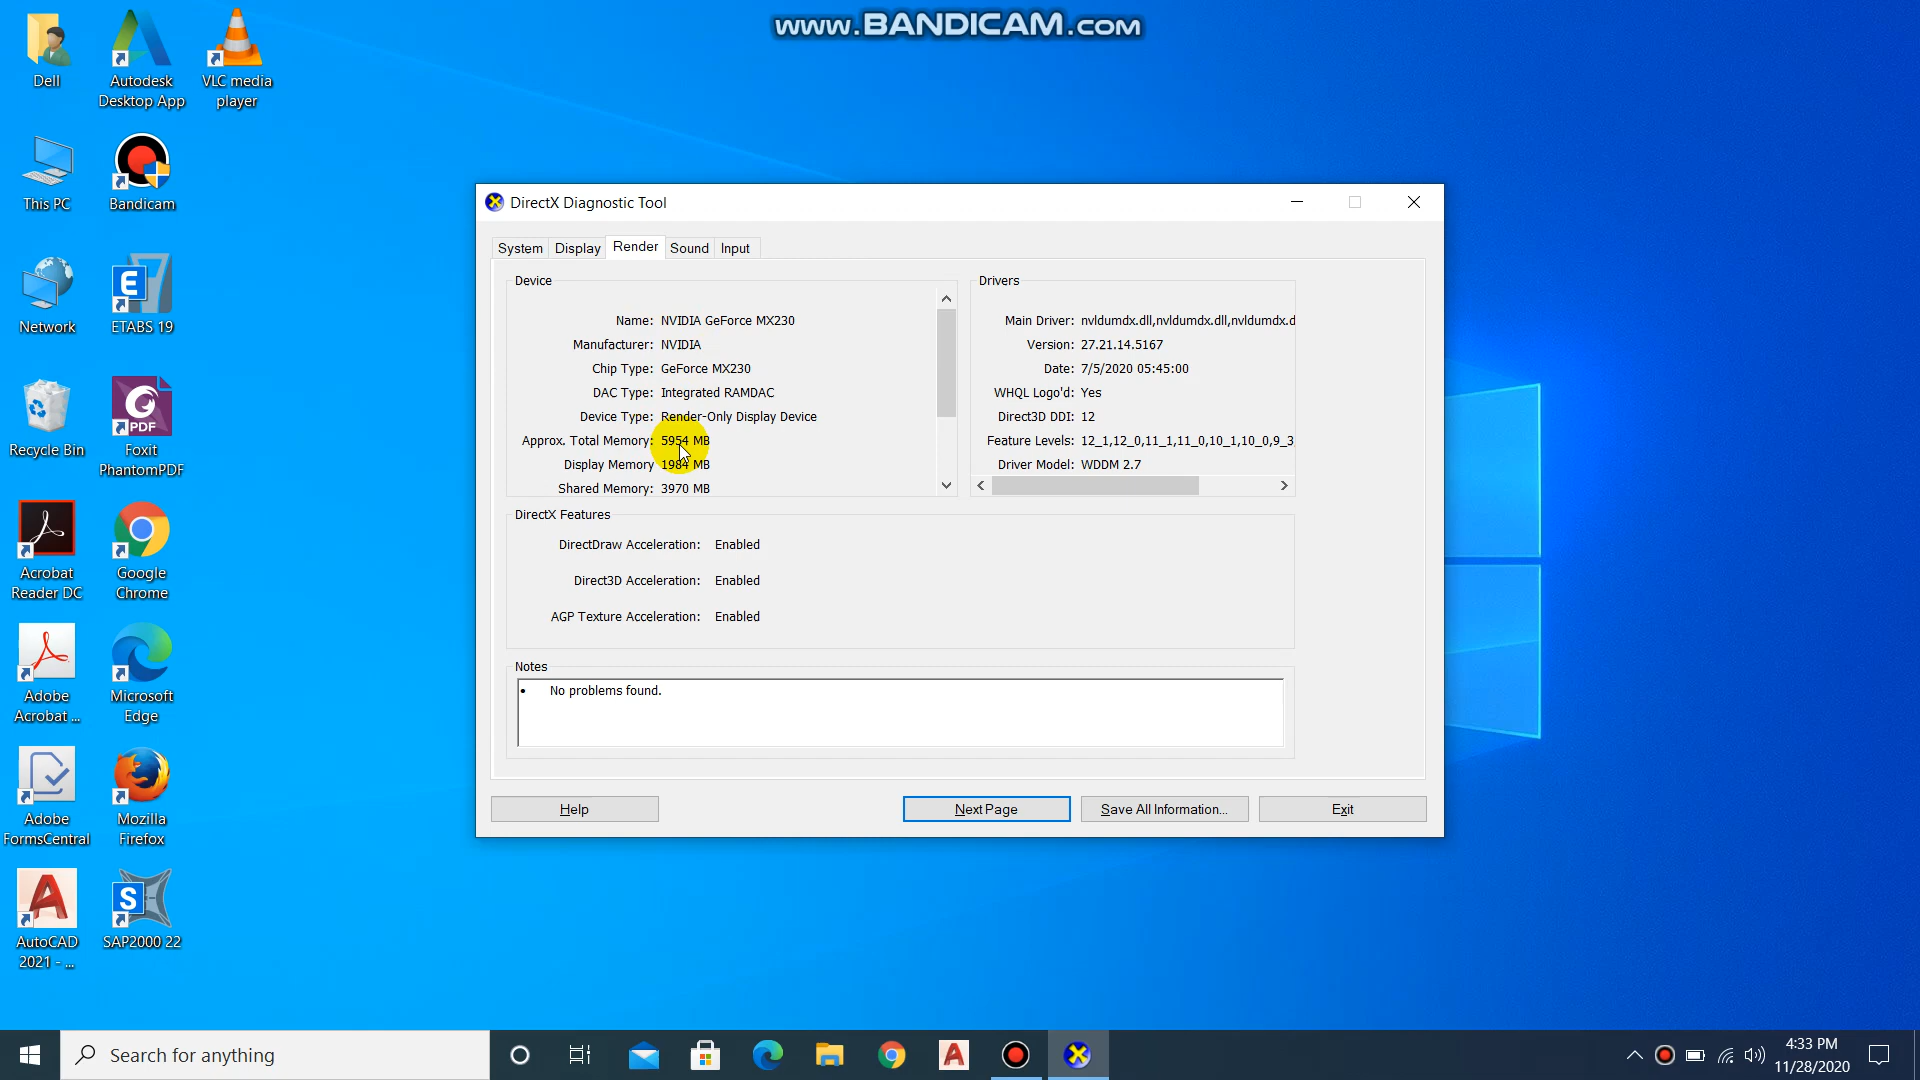 www.BANDICAM.com
Dell
Autodesk
Desktop App
VLC media
player
This PC
Bandicam
Network
ETABS 19
Recycle Bin
Foxit
PhantomPDF
Acrobat
Reader DC
Google
Chrome
Adobe
Acrobat ...
Microsoft
Edge
Adobe
FormsCentral
Mozilla
Firefox
AutoCAD
2021 - ...
SAP2000 22
E
PDF
S
DirectX Diagnostic Tool
System Display Render Sound Input
Device
Name: NVIDIA GeForce MX230
Manufacturer: NVIDIA
Chip Type: GeForce MX230
DAC Type: Integrated RAMDAC
Device Type: Render-Only Display Device
Approx. Total Memory: 5954 MB
Display Memory 1984 MB
Shared Memory: 3970 MB
Drivers
Main Driver: nvldumdx.dll,nvldumdx.dll,nvldumdx.d
Version: 27.21.14.5167
Date: 7/5/2020 05:45:00
WHQL Logo'd: Yes
Direct3D DDI: 12
Feature Levels: 12_1,12_0,11_1,11_0,10_1,10_0,9_3
Driver Model: WDDM 2.7
DirectX Features
DirectDraw Acceleration: Enabled
Direct3D Acceleration: Enabled
AGP Texture Acceleration: Enabled
Notes
• No problems found.
Help
Next Page
Save All Information...
Exit
Search for anything
4:33 PM
11/28/2020